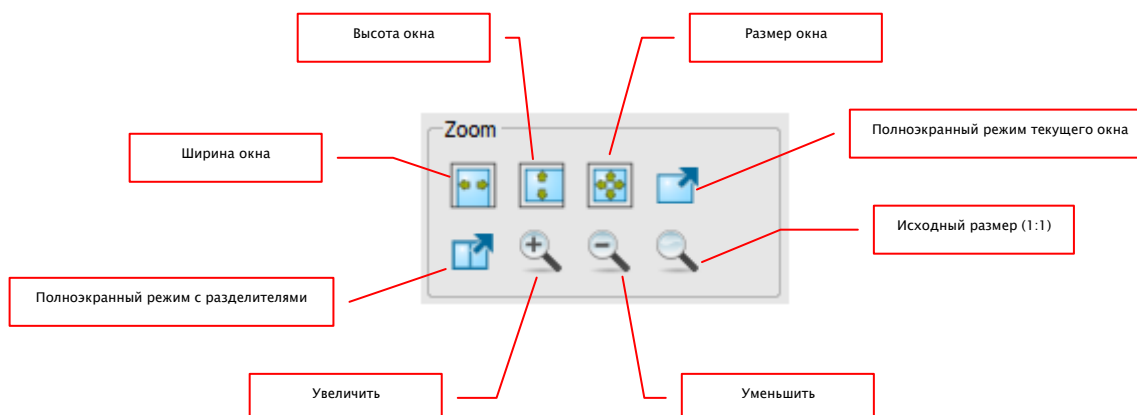 Высота окна
Размер окна
Zoom
Полноэкранный режим текущего окна
Ширина окна
Исходный размер (1:1)
Полноэкранный режим с разделителями
Увеличить
Уменьшить